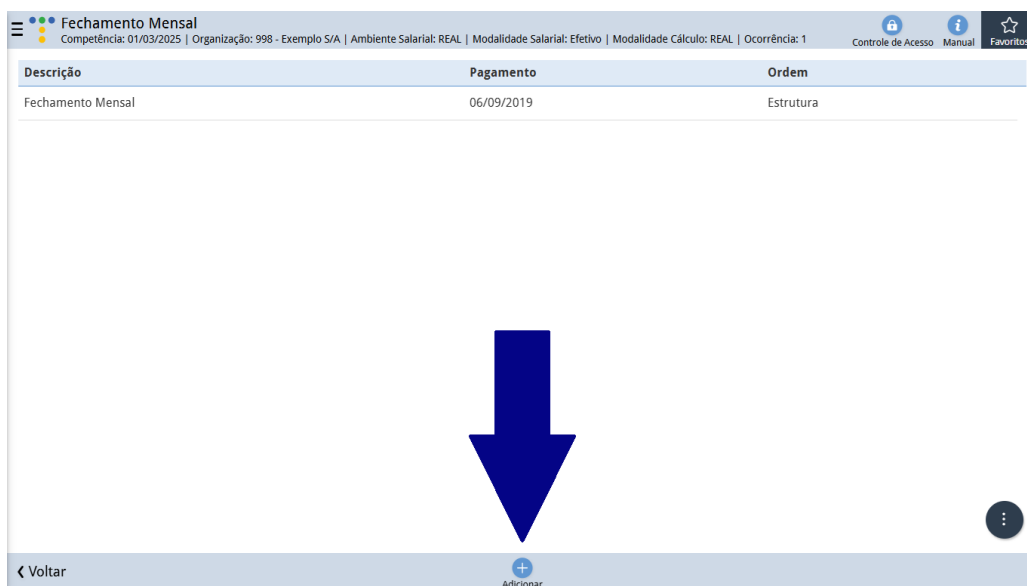 Fechamento Mensal
Competência: 01/03/2025 | Organização: 998 - Exemplo S/A | Ambiente Salarial: REAL | Modalidade Salarial: Efetivo | Modalidade Cálculo: REAL | Ocorrência: 1
Controle de Acesso Manual Favoritos
Descrição Pagamento Ordem
Fechamento Mensal 06/09/2019 Estrutura
Voltar
Adicionar